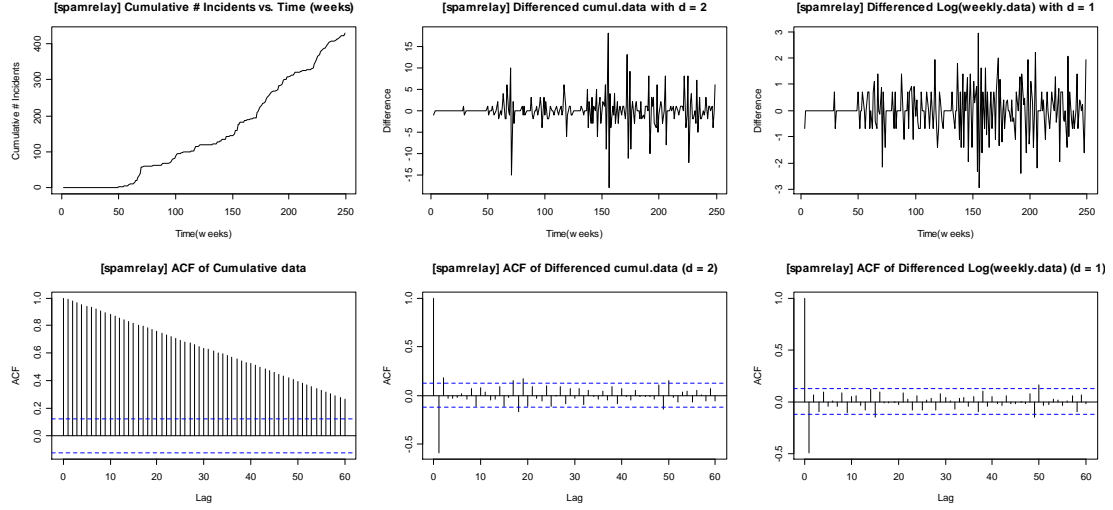 [spamrelay] Cumulative # Incidents vs. Time (weeks)
Cumulative # Incidents
0 100 200 300 400
0 50 100 150 200 250
Time(weeks)
[spamrelay] Differenced cumul.data with d = 2
Difference
-15 -10 -5 0 5 10 15
0 50 100 150 200 250
Time(weeks)
[spamrelay] Differenced Log(weekly.data) with d = 1
Difference
-3 -2 -1 0 1 2 3
0 50 100 150 200 250
Time(weeks)
[spamrelay] ACF of Cumulative data
ACF
0.0 0.2 0.4 0.6 0.8 1.0
0 10 20 30 40 50 60
Lag
[spamrelay] ACF of Differenced cumul.data (d = 2)
ACF
-0.5 0.0 0.5 1.0
0 10 20 30 40 50 60
Lag
[spamrelay] ACF of Differenced Log(weekly.data) (d = 1)
ACF
-0.5 0.0 0.5 1.0
0 10 20 30 40 50 60
Lag